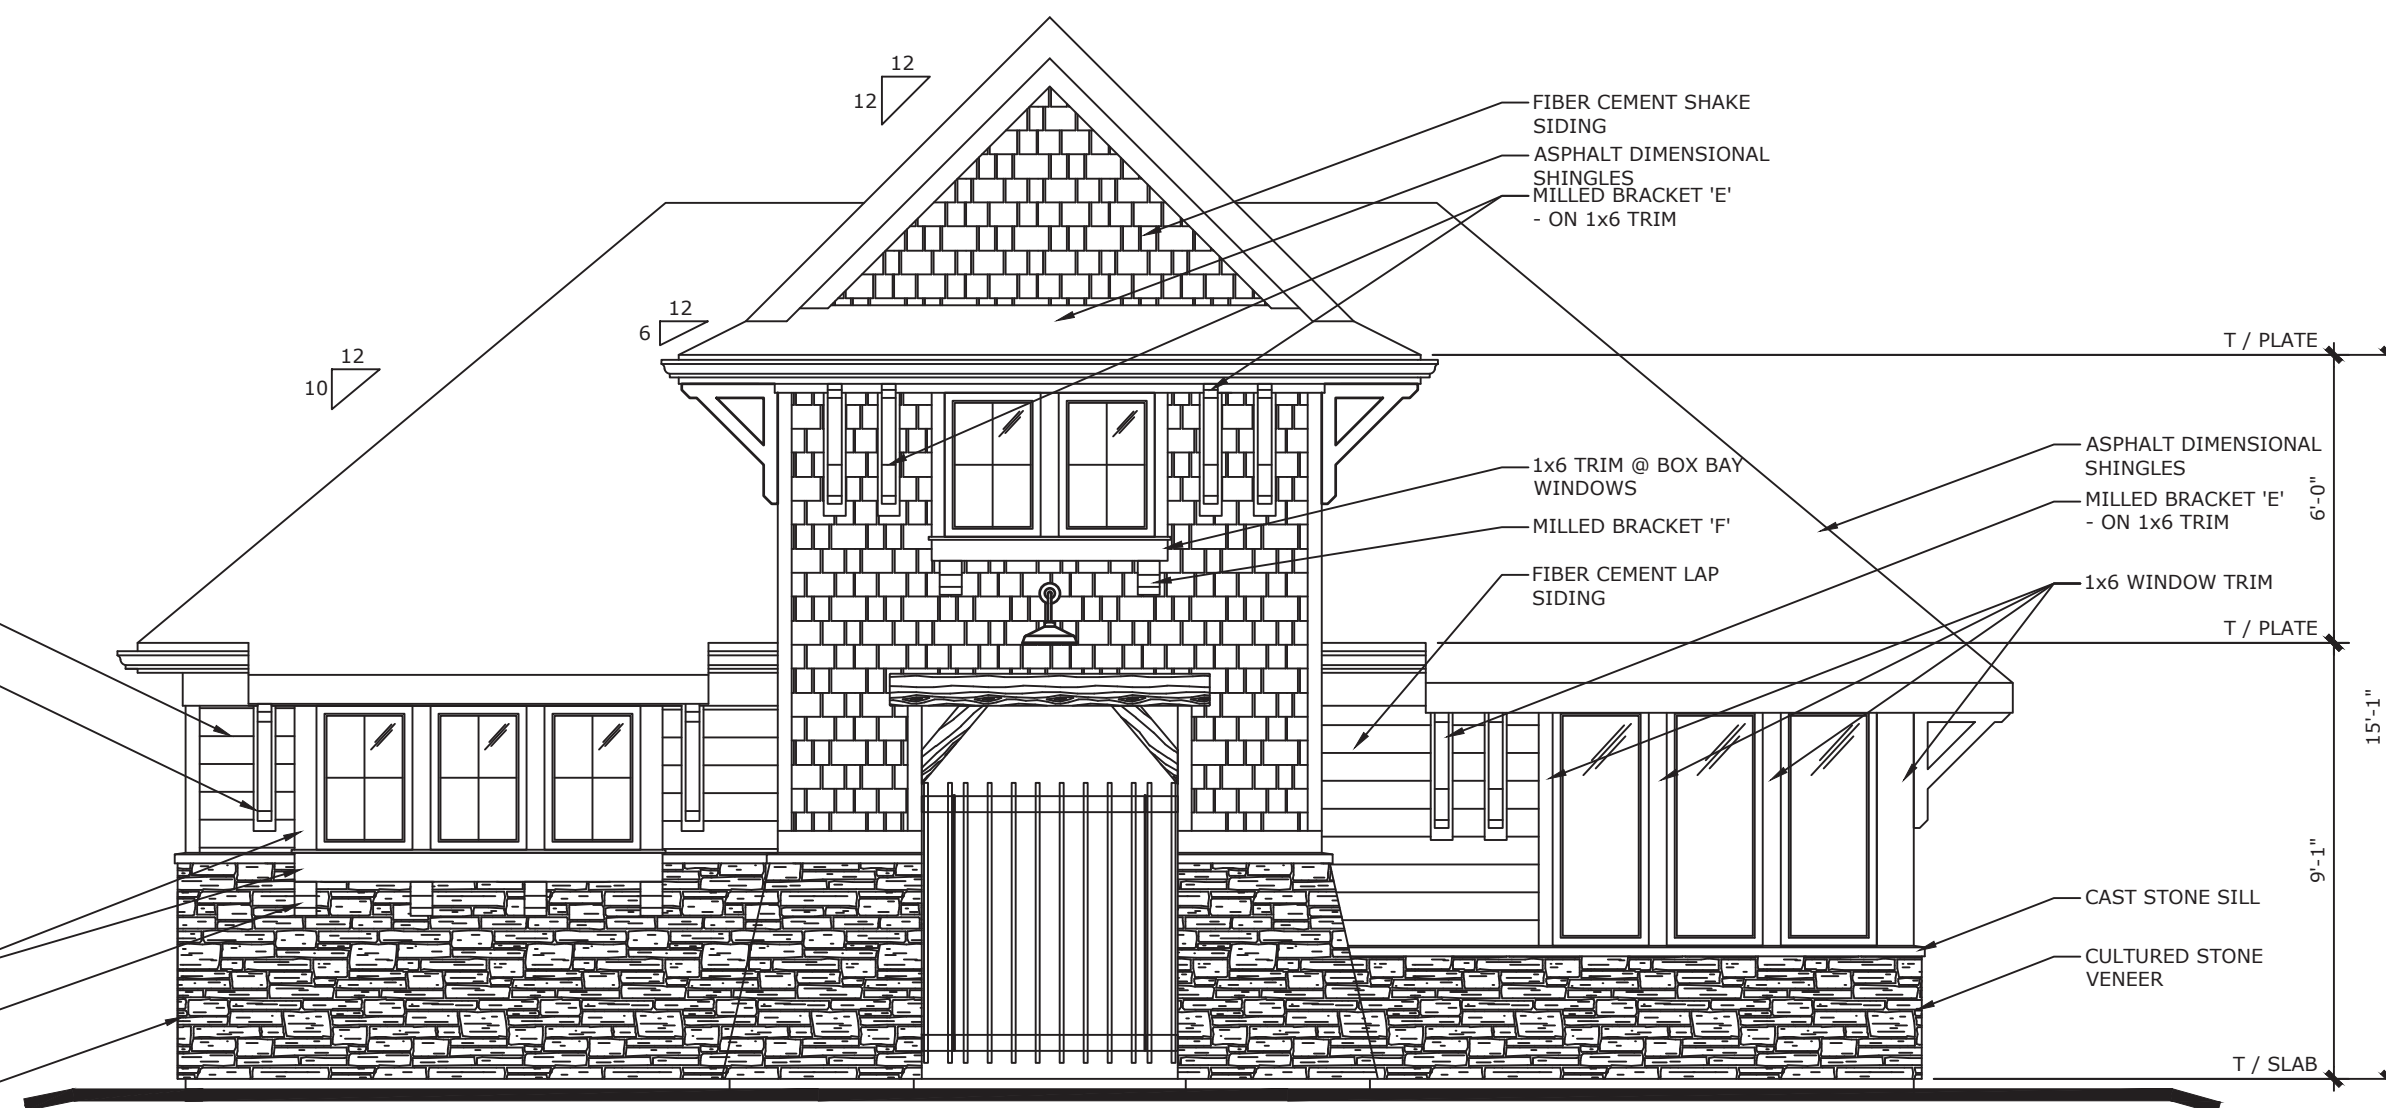 12
12
FIBER CEMENT SHAKE
SIDING
ASPHALT DIMENSIONAL
SHINGLES
MILLED BRACKET 'E'
- ON 1x6 TRIM
12
6
12
10
T / PLATE
1x6 TRIM @ BOX BAY
WINDOWS
MILLED BRACKET 'F'
FIBER CEMENT LAP
SIDING
ASPHALT DIMENSIONAL
SHINGLES
MILLED BRACKET 'E'
- ON 1x6 TRIM
6'-0"
1x6 WINDOW TRIM
T / PLATE
15'-1"
9'-1"
CAST STONE SILL
CULTURED STONE
VENEER
T / SLAB